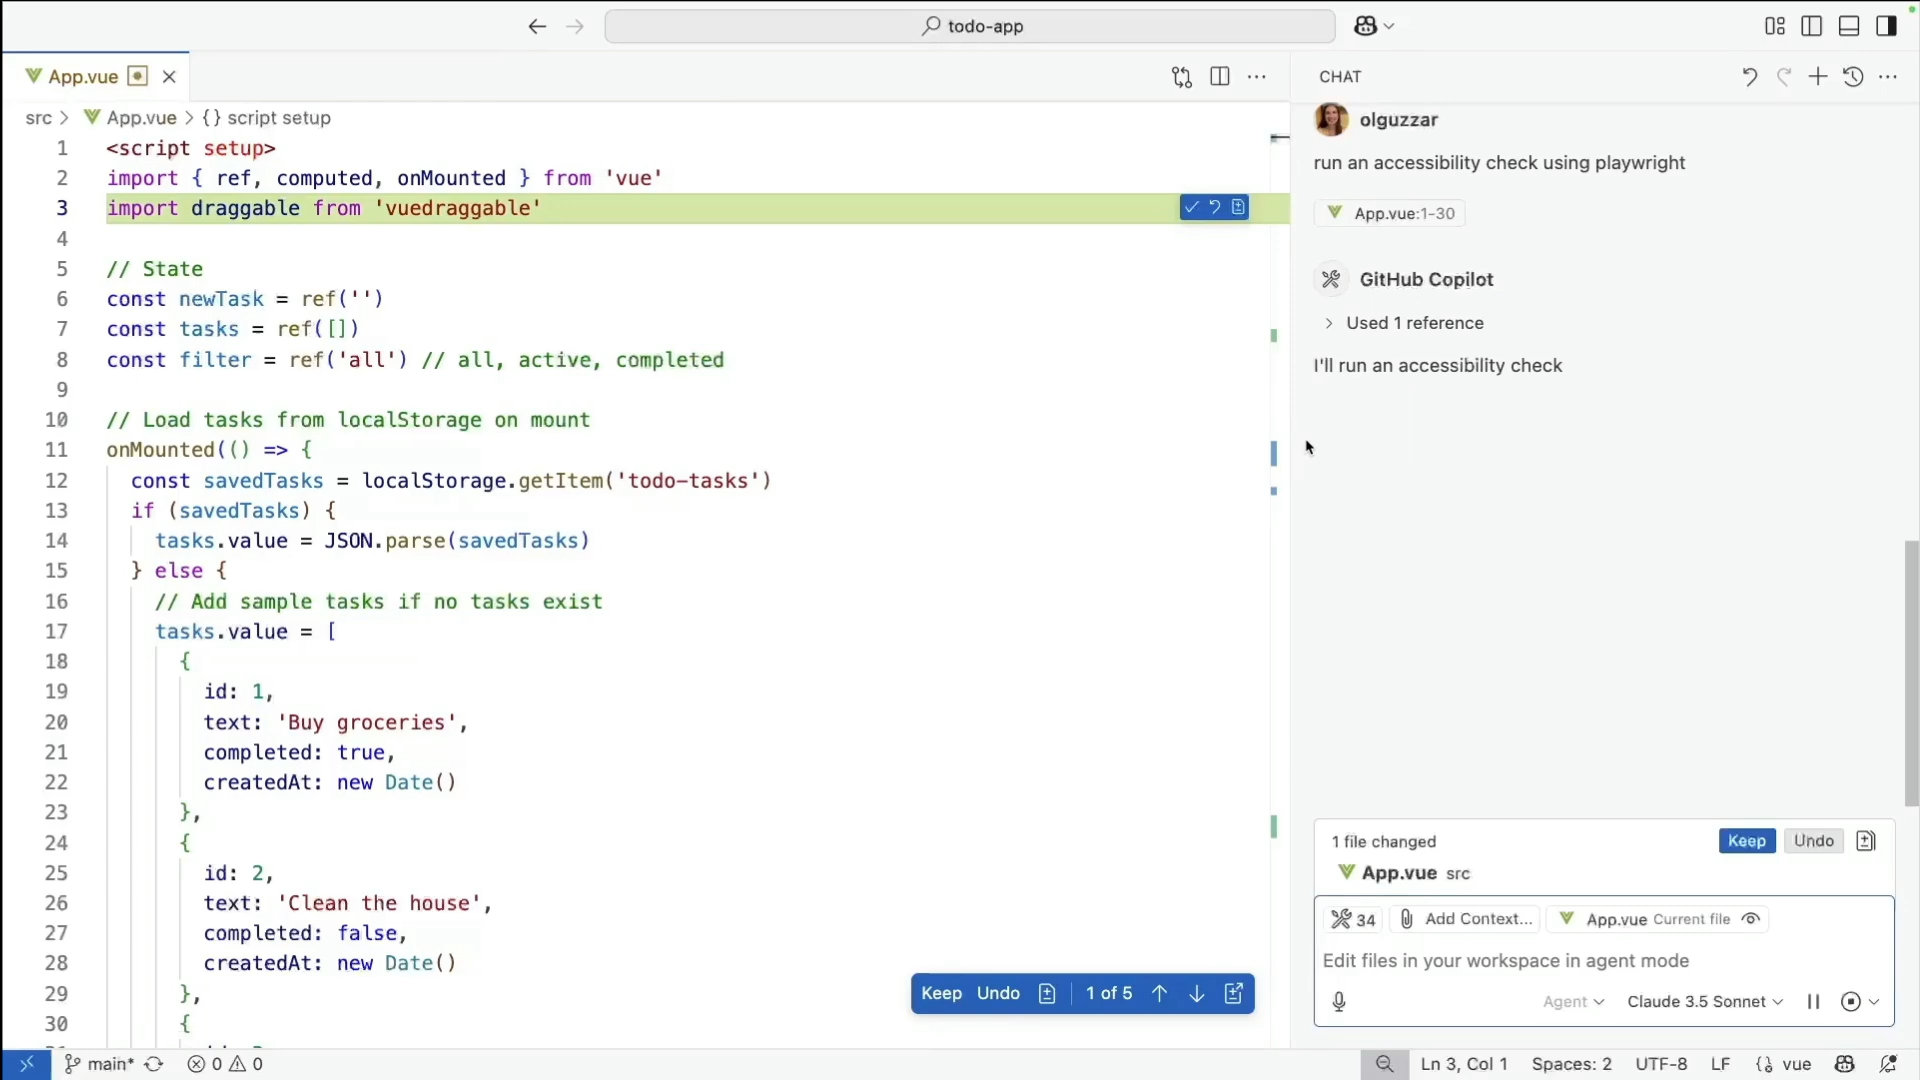 todo-app
App.vue
src > App.vue > {} script setup
1 <script setup>
2 import { ref, computed, onMounted } from 'vue'
3 import draggable from 'vuedraggable'
4
5 // State
6 const newTask = ref('')
7 const tasks = ref([])
8 const filter = ref('all') // all, active, completed
9
10 // Load tasks from localStorage on mount
11 onMounted(() => {
12 const savedTasks = localStorage.getItem('todo-tasks')
13 if (savedTasks) {
14 tasks.value = JSON.parse(savedTasks)
15 } else {
16 // Add sample tasks if no tasks exist
17 tasks.value = [
18 {
19 id: 1,
20 text: 'Buy groceries',
21 completed: true,
22 createdAt: new Date()
23 },
24 {
25 id: 2,
26 text: 'Clean the house',
27 completed: false,
28 createdAt: new Date()
29 },
30 {
Keep Undo 1 of 5
CHAT
olguzzar
run an accessibility check using playwright
App.vue:1-30
GitHub Copilot
> Used 1 reference
I'll run an accessibility check
1 file changed
Keep Undo
App.vue src
34 Add Context... App.vue Current file
Edit files in your workspace in agent mode
Agent Claude 3.5 Sonnet
main* 0 0
Ln 3, Col 1 Spaces: 2 UTF-8 LF {} vue